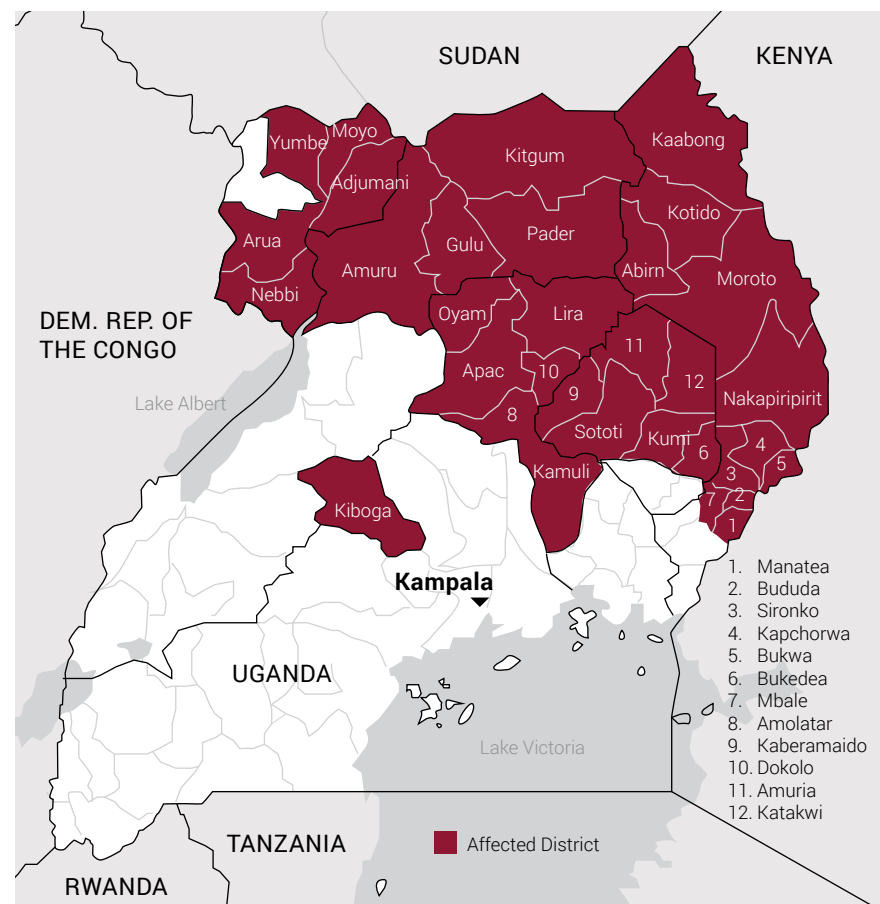 SUDAN
KENYA
Yumbe
Moyo
Adjumani
Kitgum
Kaabong
Kotido
Arua
Gulu
Pader
Abirn
Moroto
Nebbi
Amuru
DEM. REP. OF
THE CONGO
Oyam
Lira
11
Lake Albert
Apac
10
12
9
Nakapiripirit
8
Sototi
Kumi
4
6
5
3
Kamuli
2
7
Kiboga
1
Kampala
1. Manatea
2. Bududa
3. Sironko
4. Kapchorwa
5. Bukwa
6. Bukedea
7. Mbale
8. Amolatar
9. Kaberamaido
10. Dokolo
11. Amuria
12. Katakwi
UGANDA
Lake Victoria
TANZANIA
Affected District
RWANDA